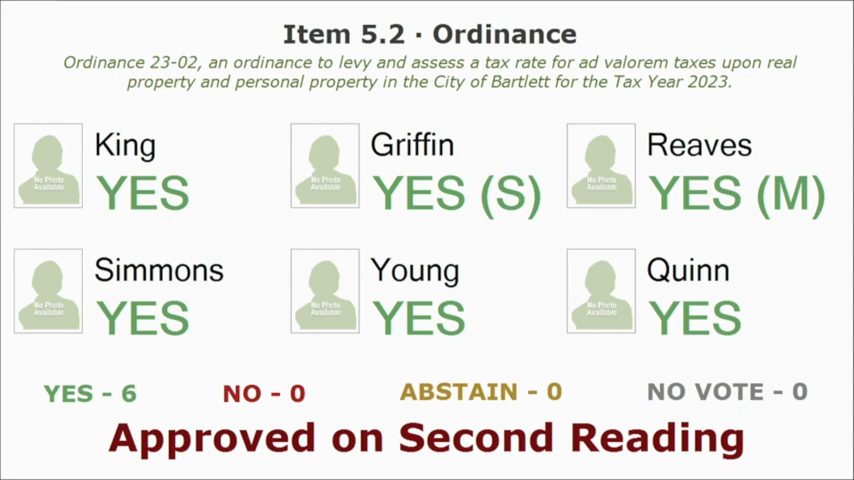 Item 5.2 · Ordinance
Ordinance 23-02, an ordinance to levy and assess a tax rate for ad valorem taxes upon real
property and personal property in the City of Bartlett for the Tax Year 2023.
No Photo
Available
King
YES
No Photo
Available
Griffin
YES (S)
No Photo
Available
Reaves
YES (M)
No Photo
Available
Simmons
YES
No Photo
Available
Young
YES
No Photo
Available
Quinn
YES
YES - 6 NO - 0 ABSTAIN - 0 NO VOTE - 0
Approved on Second Reading